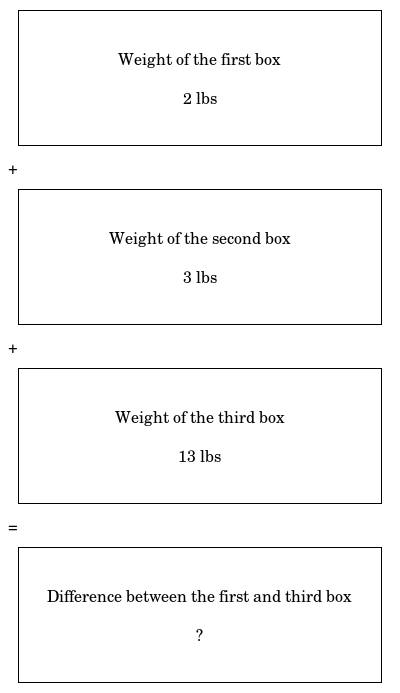 Weight of the first box
2 lbs
+
Weight of the second box
3 lbs
+
Weight of the third box
13 lbs
=
Difference between the first and third box
?